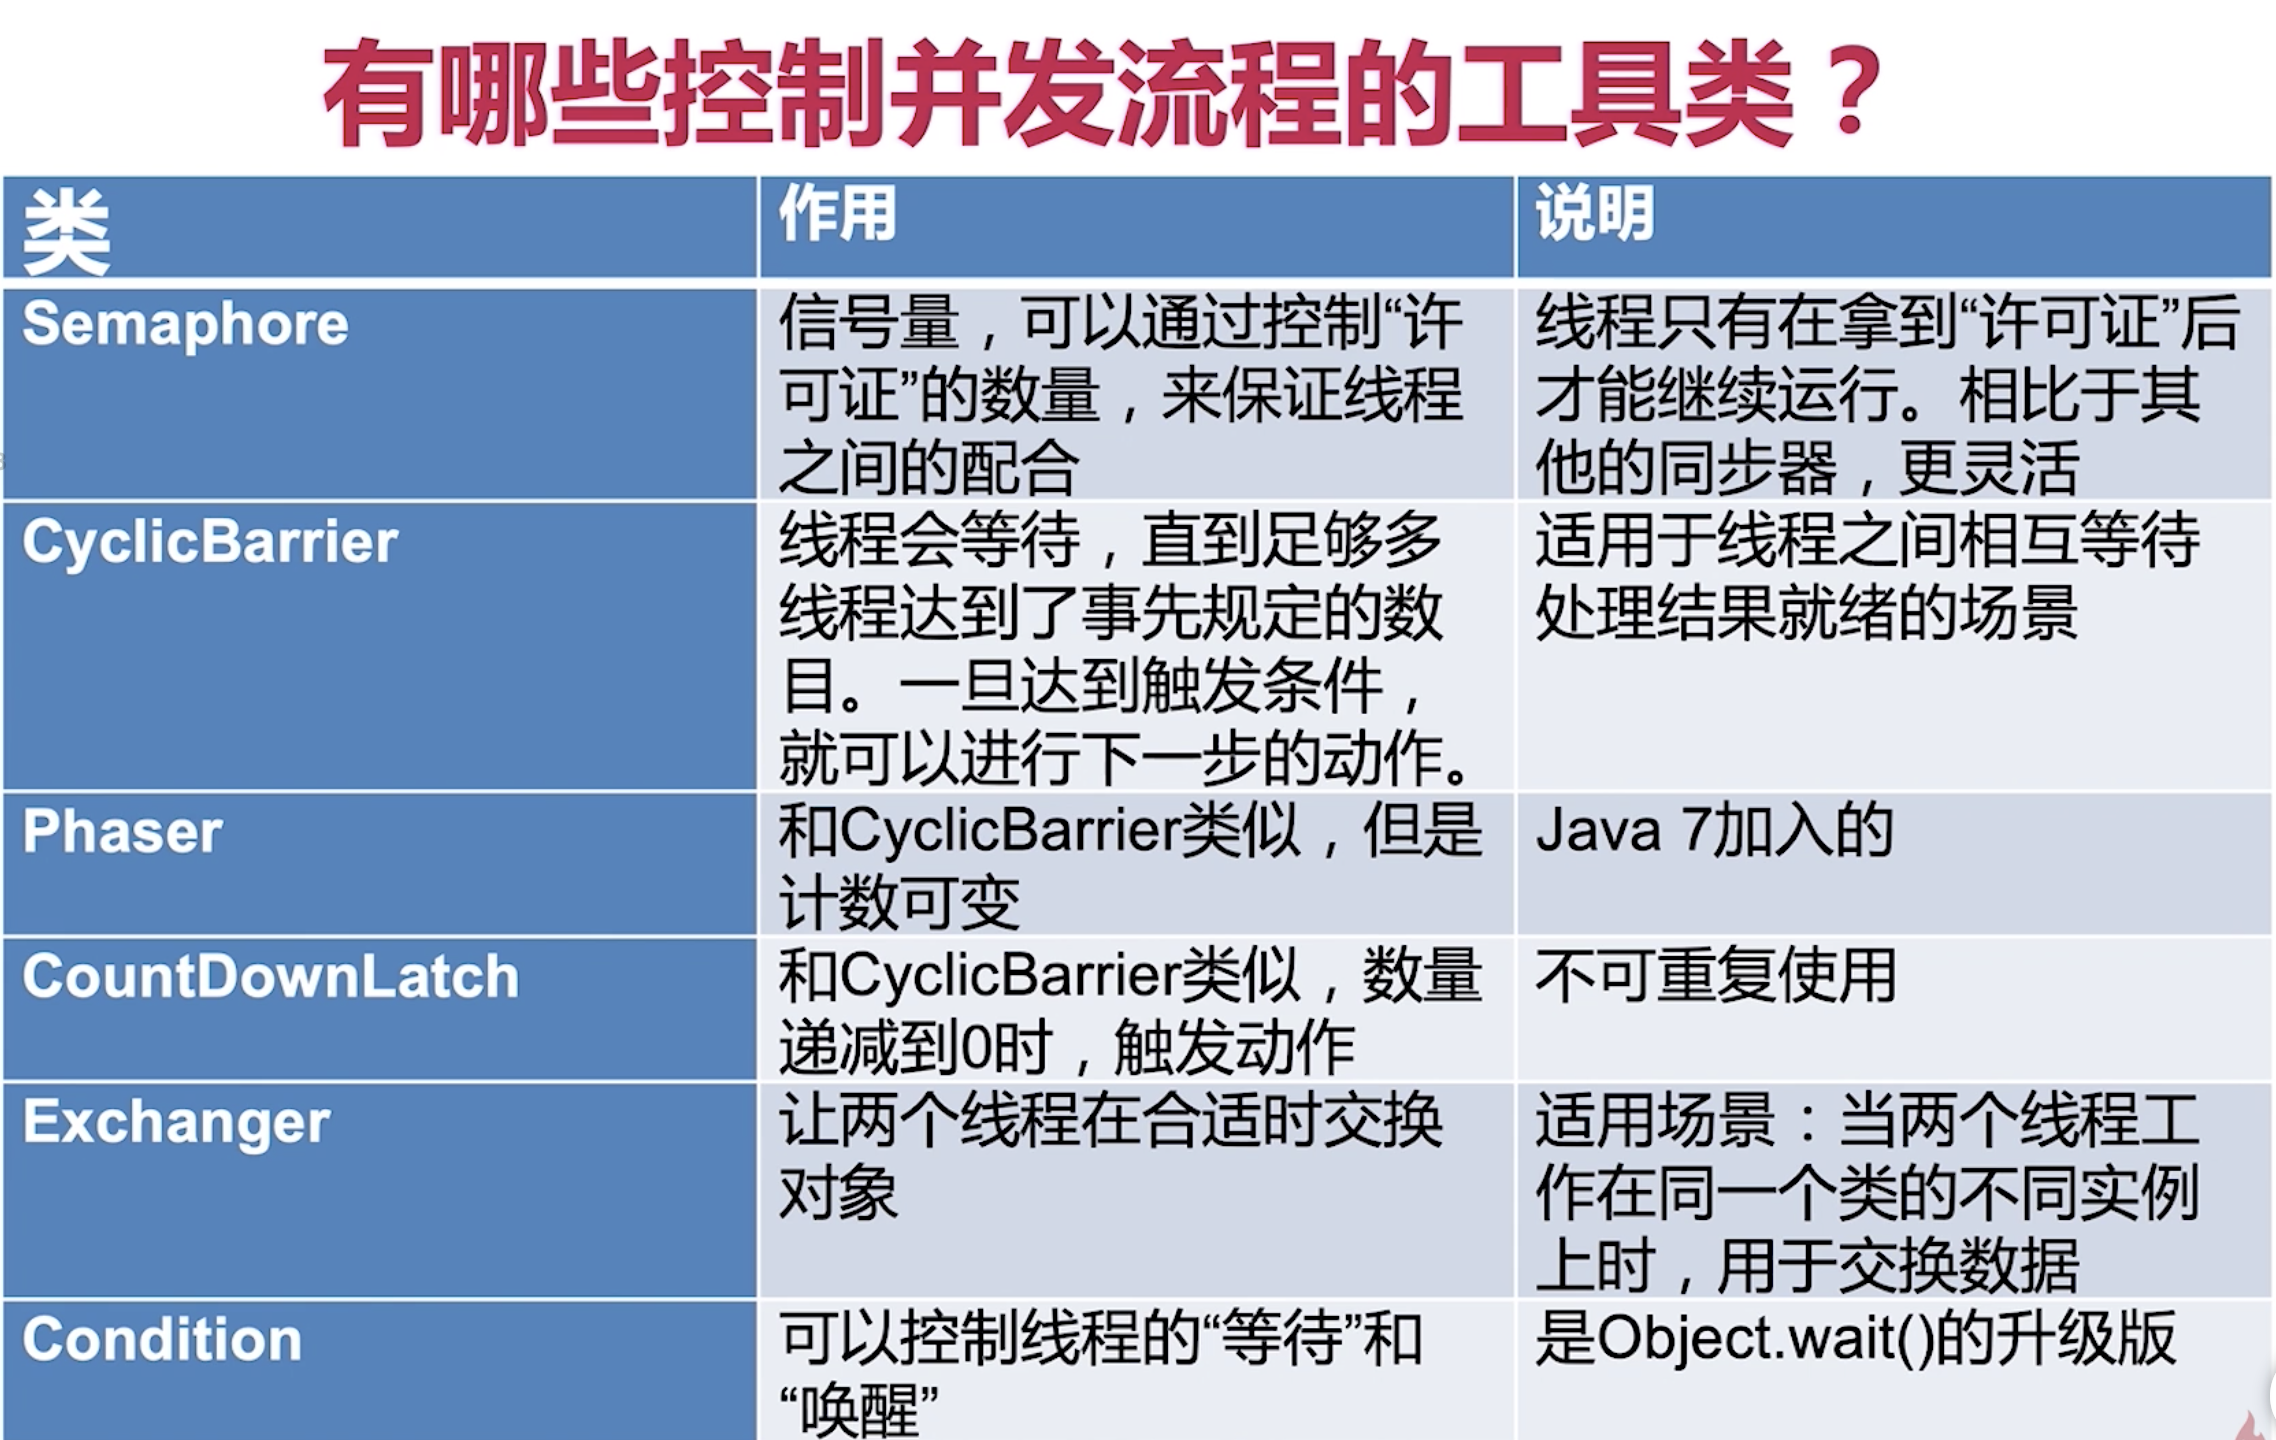 有哪些控制并发流程的工具类？
类
作用
说明
Semaphore
信号量，可以通过控制“许
可证”的数量，来保证线程
之间的配合
线程只有在拿到“许可证”后
才能继续运行。相比于其
他的同步器，更灵活
CyclicBarrier
线程会等待，直到足够多
线程达到了事先规定的数
目。一旦达到触发条件，
就可以进行下一步的动作。
适用于线程之间相互等待
处理结果就绪的场景
Phaser
和CyclicBarrier类似，但是
计数可变
Java 7加入的
CountDownLatch
和CyclicBarrier类似，数量
递减到0时，触发动作
不可重复使用
Exchanger
让两个线程在合适时交换
对象
适用场景：当两个线程工
作在同一个类的不同实例
上时，用于交换数据
Condition
可以控制线程的“等待”和
“唤醒”
是Object.wait()的升级版